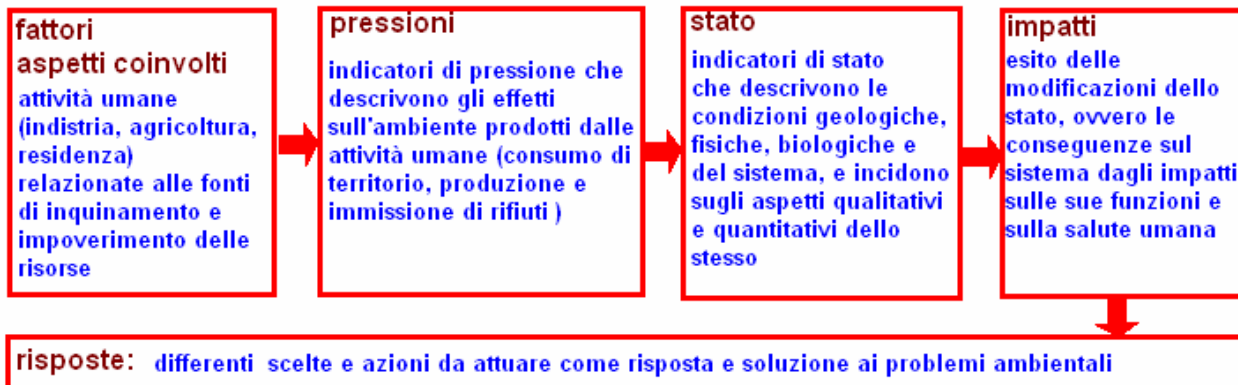 fattori
aspetti coinvolti
attività umane
(indistria, agricoltura,
residenza)
relazionate alle fonti
di inquinamento e
impoverimento delle
risorse
pressioni
indicatori di pressione che
descrivono gli effetti
sull'ambiente prodotti dalle
attività umane (consumo di
territorio, produzione e
immissione di rifiuti )
stato
indicatori di stato
che descrivono le
condizioni geologiche,
fisiche, biologiche e
del sistema, e incidono
sugli aspetti qualitativi
e quantitativi dello
stesso
impatti
esito delle
modificazioni dello
stato, ovvero le
conseguenze sul
sistema dagli impatti
sulle sue funzioni e
sulla salute umana
risposte: differenti scelte e azioni da attuare come risposta e soluzione ai problemi ambientali